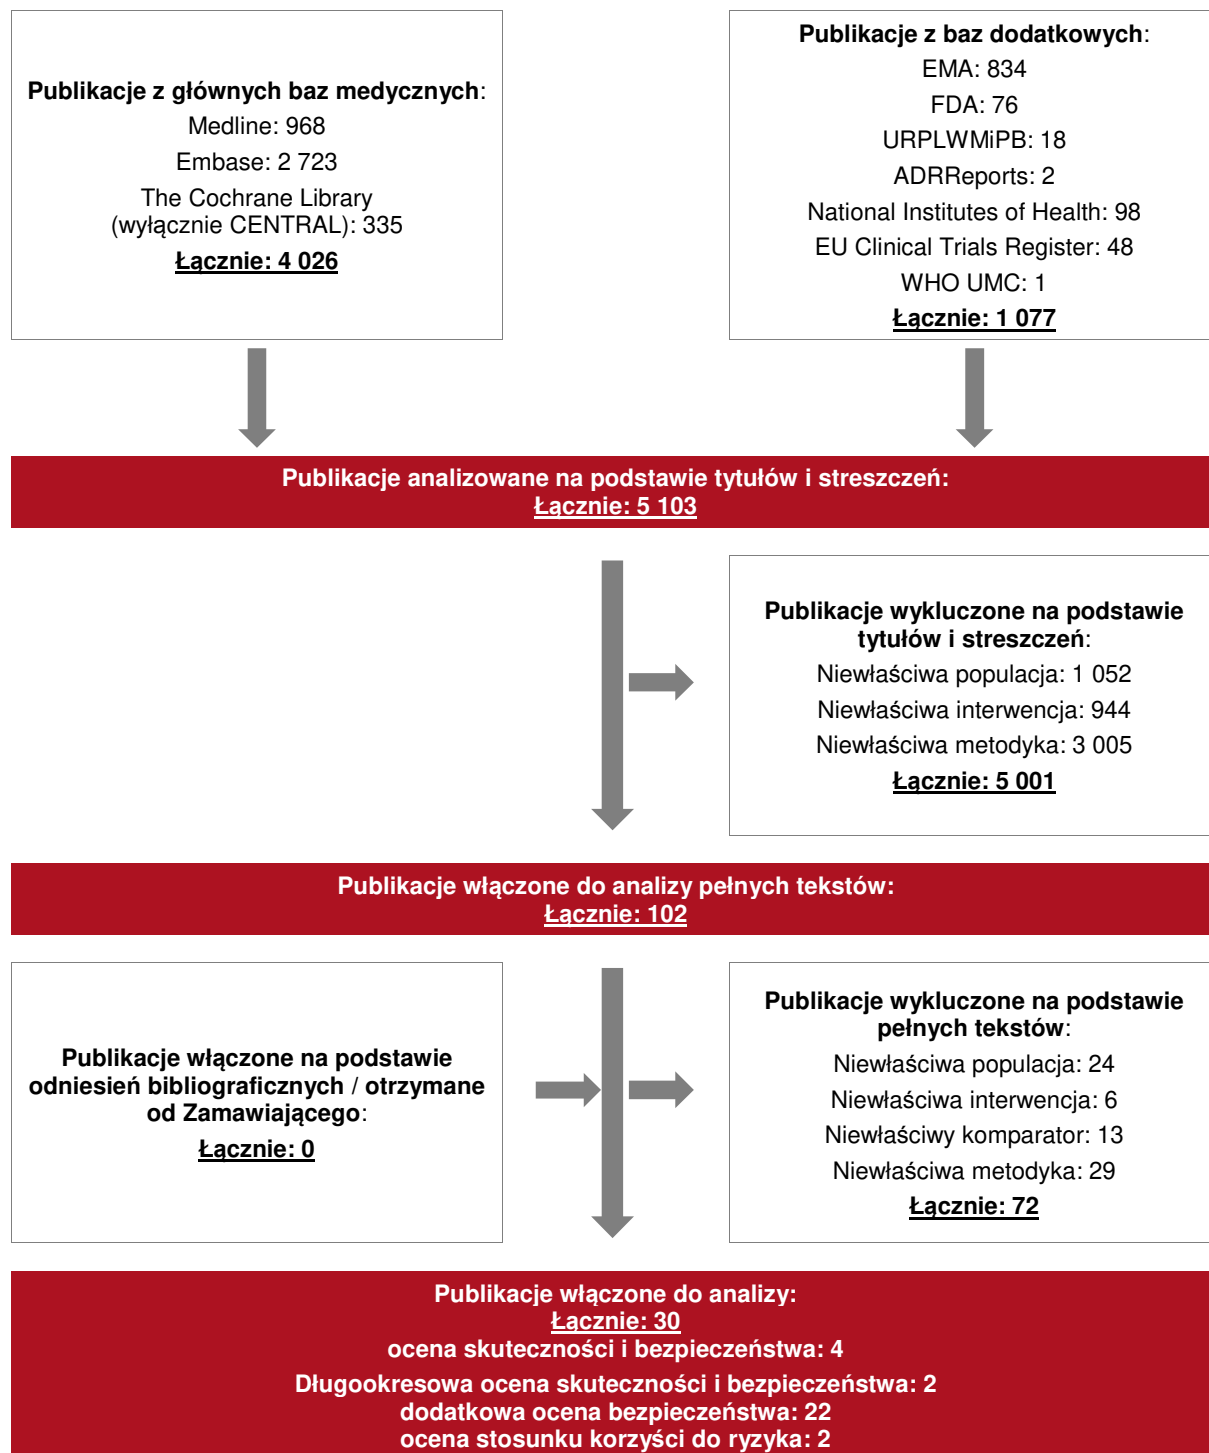 Publikacje z głównych baz medycznych:
Medline: 968
Embase: 2 723
The Cochrane Library
(wyłącznie CENTRAL): 335
Łącznie: 4 026
Publikacje z baz dodatkowych:
EMA: 834
FDA: 76
URPLWMiPB: 18
ADRReports: 2
National Institutes of Health: 98
EU Clinical Trials Register: 48
WHO UMC: 1
Łącznie: 1 077
Publikacje analizowane na podstawie tytułów i streszczeń:
Łącznie: 5 103
Publikacje wykluczone na podstawie
tytułów i streszczeń:
Niewłaściwa populacja: 1 052
Niewłaściwa interwencja: 944
Niewłaściwa metodyka: 3 005
Łącznie: 5 001
Publikacje włączone do analizy pełnych tekstów:
Łącznie: 102
Publikacje włączone na podstawie
odniesień bibliograficznych / otrzymane
od Zamawiającego:
Łącznie: 0
Publikacje wykluczone na podstawie
pełnych tekstów:
Niewłaściwa populacja: 24
Niewłaściwa interwencja: 6
Niewłaściwy komparator: 13
Niewłaściwa metodyka: 29
Łącznie: 72
Publikacje włączone do analizy:
Łącznie: 30
ocena skuteczności i bezpieczeństwa: 4
Długookresowa ocena skuteczności i bezpieczeństwa: 2
dodatkowa ocena bezpieczeństwa: 22
ocena stosunku korzyści do ryzyka: 2